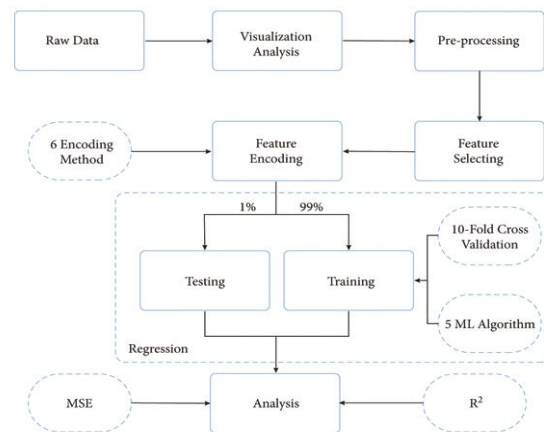 Raw Data
Visualization
Analysis
Pre-processing
6 Encoding
Method
Feature
Encoding
Feature
Selecting
1%
99%
10-Fold Cross
Validation
Testing
Training
5 ML Algorithm
Regression
MSE
Analysis
R²